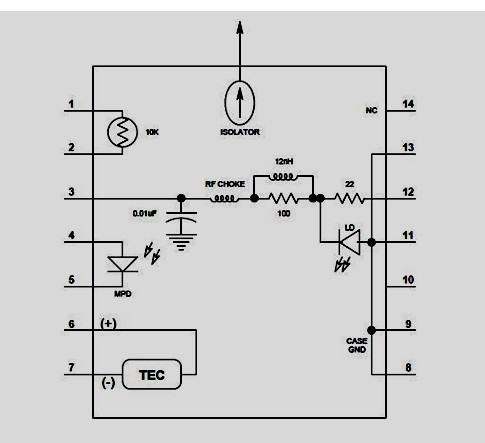 1
14
NC
ISOLATOR
10K
2
13
12nH
RF CHOKE
22
3
12
0.01uF
100
4
LD
11
5
10
MPD
6
(+)
9
CASE
GND
7
(-)
TEC
8